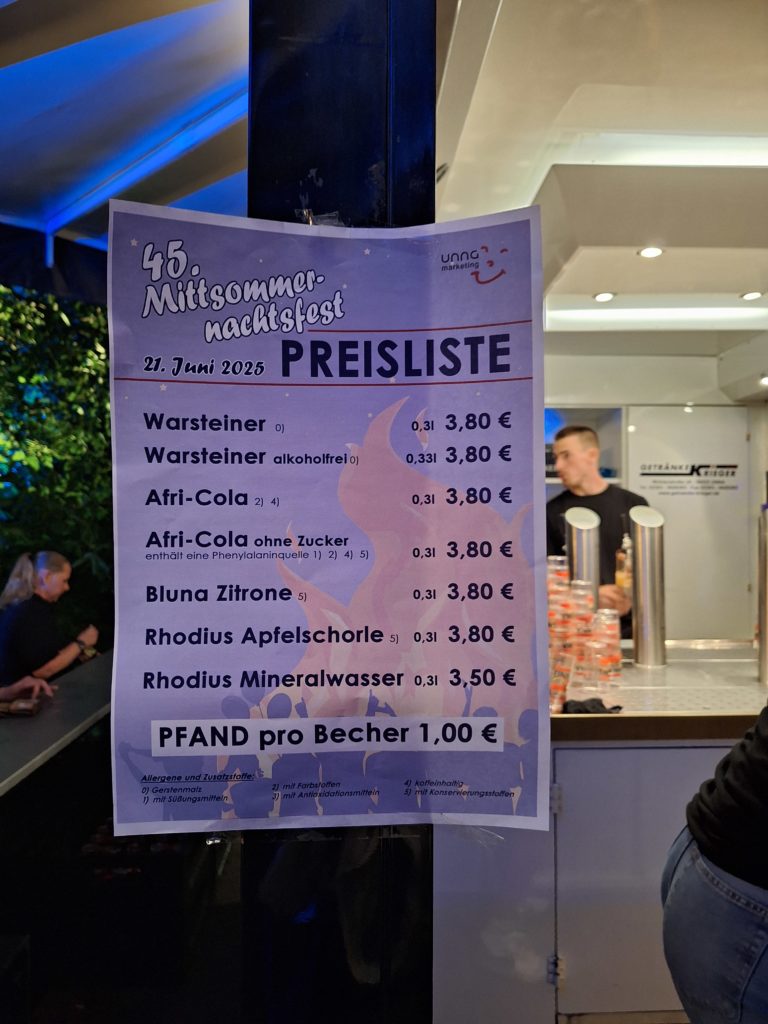 45.
Mittsommer-
nachtsfest
unna
marketing
21. Juni 2025 PREISLISTE
Warsteiner 0) 0,3l 3,80 €
Warsteiner alkoholfrei 0) 0,33l 3,80 €
Afri-Cola 2) 4) 0,3l 3,80 €
Afri-Cola ohne Zucker
enthält eine Phenylalaninquelle 1) 2) 4) 5) 0,3l 3,80 €
Bluna Zitrone 5) 0,3l 3,80 €
Rhodius Apfelschorle 5) 0,3l 3,80 €
Rhodius Mineralwasser 0,3l 3,50 €
PFAND pro Becher 1,00 €
Allergene und Zusatzstoffe:
0) Gerstenmalz 2) mit Farbstoffen 4) koffeinhaltig
1) mit Süßungsmitteln 3) mit Antioxidationsmitteln 5) mit Konservierungsstoffen
GETRÄNKE
KRIEGER